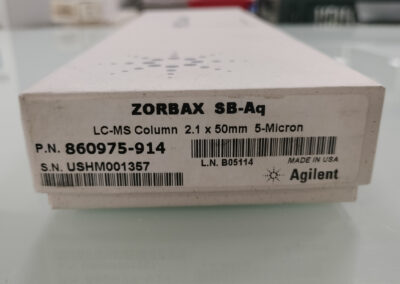 ZORBAX SB-Aq
LC-MS Column 2.1 x 50mm 5-Micron
P.N. 860975-914
S.N. USHM001357
L.N. B05114
MADE IN USA
Agilent